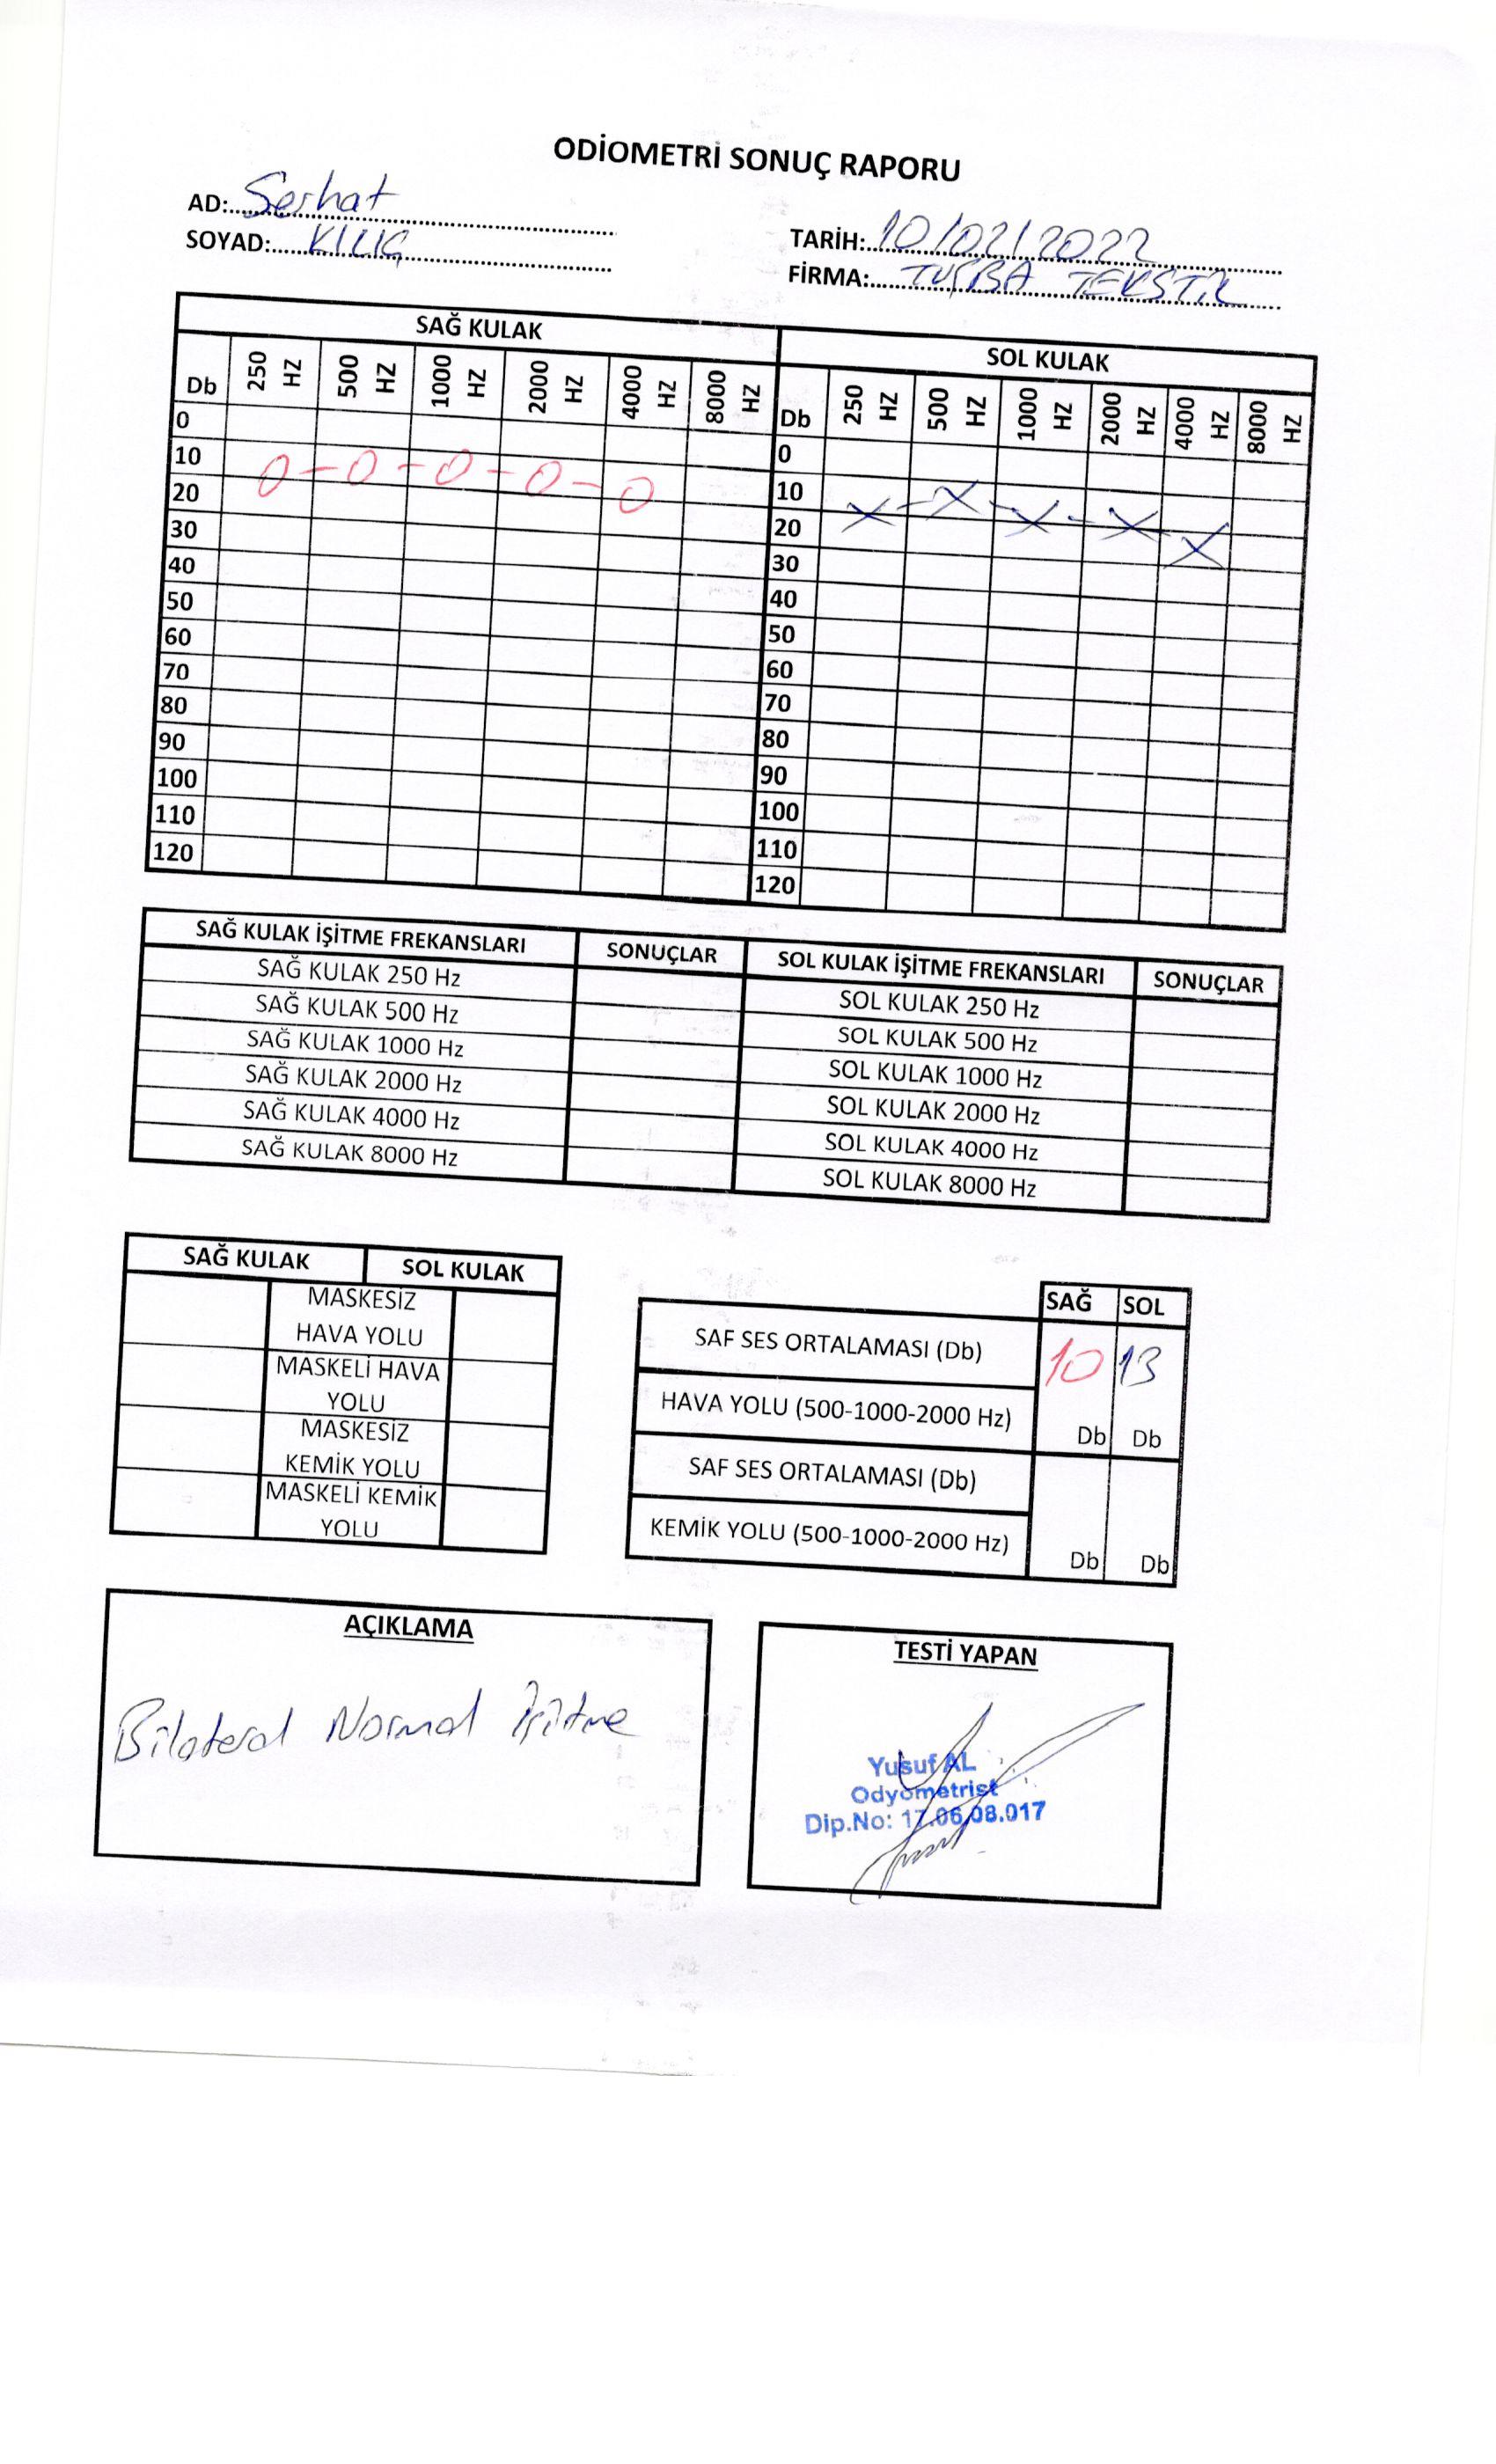 ODİOMETRİ SONUÇ RAPORU
AD: Serhat
SOYAD: KILIÇ
TARİH: 10/02/2022
FİRMA: TUĞBA TEKSTİL
SAĞ KULAK SOL KULAK
Db 250 HZ 500 HZ 1000 HZ 2000 HZ 4000 HZ 8000 HZ Db 250 HZ 500 HZ 1000 HZ 2000 HZ 4000 HZ 8000 HZ
0 0
10 10
20 20
30 30
40 40
50 50
60 60
70 70
80 80
90 90
100 100
110 110
120 120
SAĞ KULAK İŞİTME FREKANSLARI SONUÇLAR SOL KULAK İŞİTME FREKANSLARI SONUÇLAR
SAĞ KULAK 250 Hz SOL KULAK 250 Hz
SAĞ KULAK 500 Hz SOL KULAK 500 Hz
SAĞ KULAK 1000 Hz SOL KULAK 1000 Hz
SAĞ KULAK 2000 Hz SOL KULAK 2000 Hz
SAĞ KULAK 4000 Hz SOL KULAK 4000 Hz
SAĞ KULAK 8000 Hz SOL KULAK 8000 Hz
SAĞ KULAK SOL KULAK
MASKESİZ
HAVA YOLU
MASKELİ HAVA
YOLU
MASKESİZ
KEMİK YOLU
MASKELİ KEMİK
YOLU
SAĞ SOL
SAF SES ORTALAMASI (Db) 10 13
HAVA YOLU (500-1000-2000 Hz) Db Db
SAF SES ORTALAMASI (Db)
KEMİK YOLU (500-1000-2000 Hz) Db Db
AÇIKLAMA
Bilateral Normal İşitme
TESTİ YAPAN
Yusuf AL
Odyometrist
Dip.No: 17.06.08.017